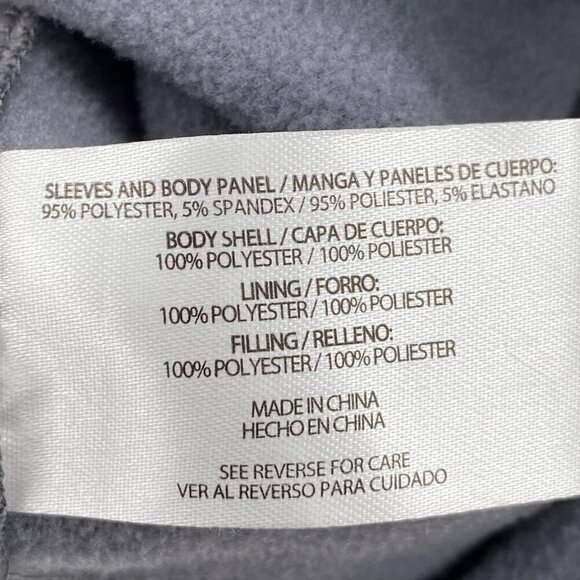 SLEEVES AND BODY PANEL / MANGA Y PANELES DE CUERPO:
95% POLYESTER, 5% SPANDEX / 95% POLIESTER, 5% ELASTANO
BODY SHELL / CAPA DE CUERPO:
100% POLYESTER / 100% POLIESTER
LINING / FORRO:
100% POLYESTER / 100% POLIESTER
FILLING / RELLENO:
100% POLYESTER / 100% POLIESTER
MADE IN CHINA
HECHO EN CHINA
SEE REVERSE FOR CARE
VER AL REVERSO PARA CUIDADO